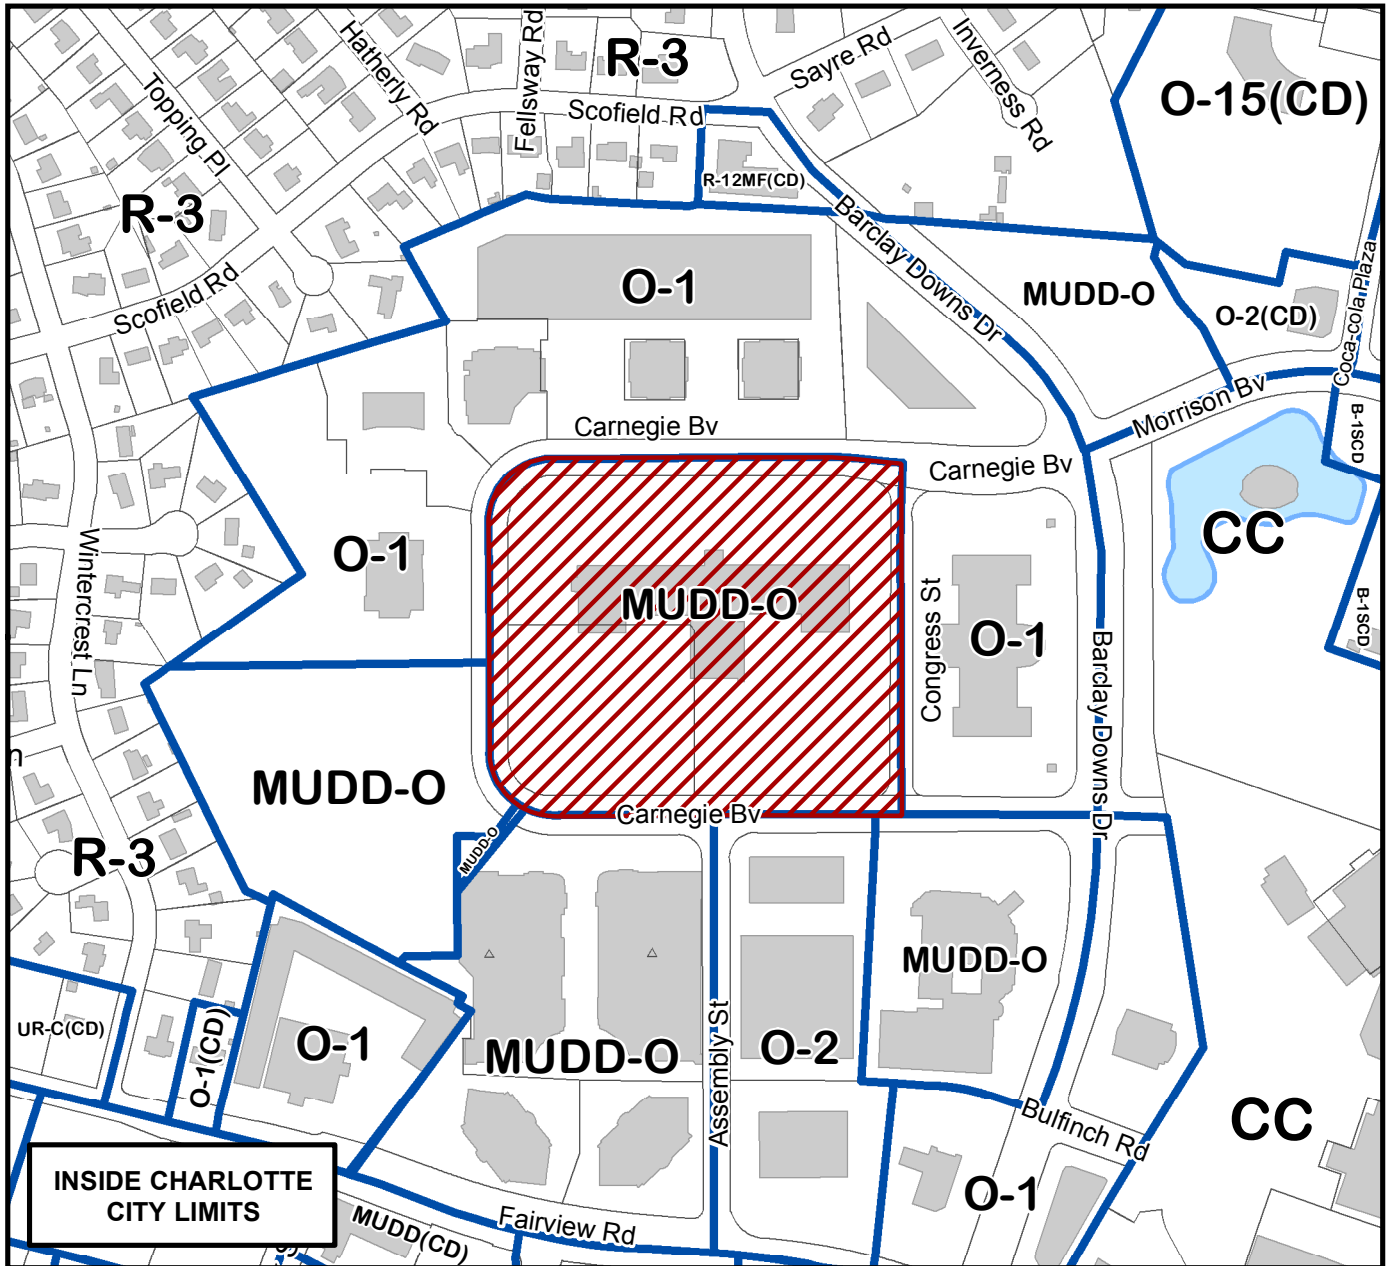 Hatherly Rd
Fellsway Rd
R-3
Sayre Rd
Inverness Rd
Topping Pl
Scofield Rd
O-15(CD)
R-12MF(CD)
R-3
Barclay Downs Dr
Scofield Rd
O-1
MUDD-O
O-2(CD)
Coca-cola Plaza
Morrison Bv
B-1SCD
Carnegie Bv
Carnegie Bv
CC
Wintercrest Ln
O-1
MUDD-O
Congress St
O-1
B-1SCD
Barclay Downs Dr
n
MUDD-O
Carnegie Bv
MUDD-O
R-3
MUDD-O
UR-C(CD)
O-1(CD)
O-1
MUDD-O
Assembly St
O-2
Bulfinch Rd
CC
INSIDE CHARLOTTE
CITY LIMITS
MUDD(CD)
Fairview Rd
O-1